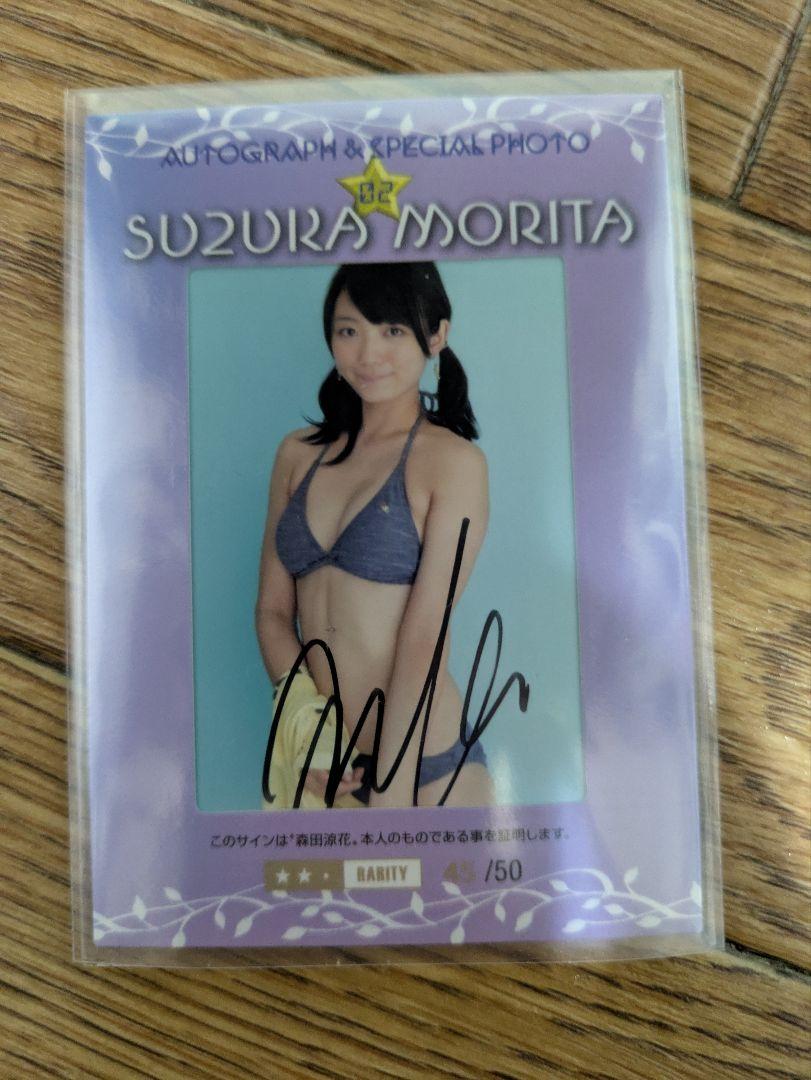 AUTOGRAPH & SPECIAL PHOTO
02
SUZUKA MORITA
このサインは"森田涼花"本人のものである事を証明します。
★★・ RARITY 45 /50